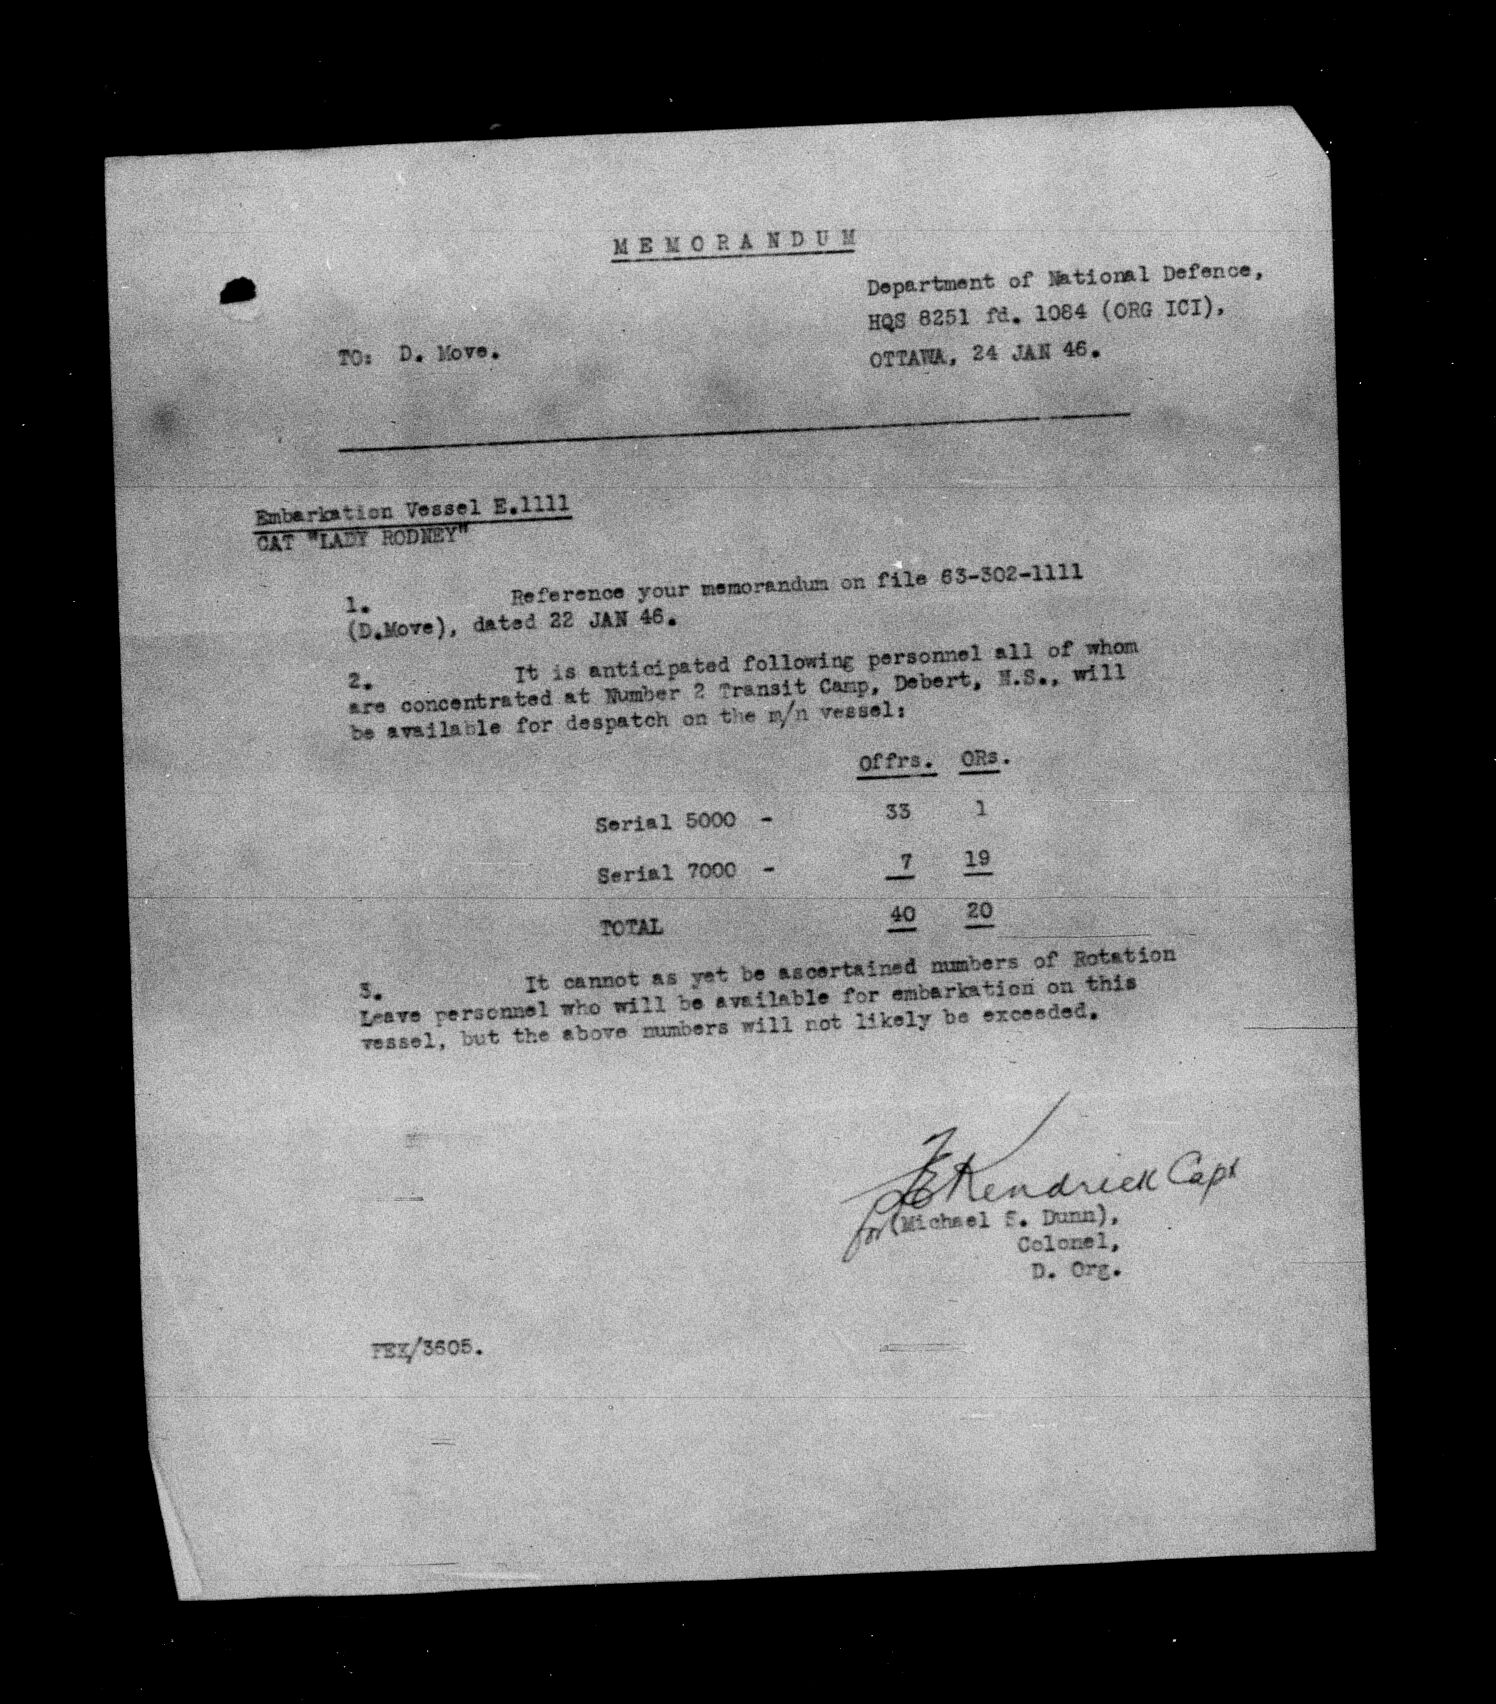 MEMORANDUM
Department of National Defence,
HQS 8251 fd. 1084 (ORG ICI),
TO: D. Move.
OTTAWA, 24 JAN 46.
Embarkation Vessel E.1111
CAT "LADY RODNEY"
1. Reference your memorandum on file 63-302-1111
(D.Move), dated 22 JAN 46.
2. It is anticipated following personnel all of whom
are concentrated at Number 2 Transit Camp, Debert, N.S., will
be available for despatch on the m/n vessel:
Offrs. ORs.
Serial 5000 - 33 1
Serial 7000 - 7 19
TOTAL 40 20
3. It cannot as yet be ascertained numbers of Rotation
Leave personnel who will be available for embarkation on this
vessel, but the above numbers will not likely be exceeded.
Kendrick Capt
for (Michael S. Dunn),
Colonel,
D. Org.
FEK/3605.